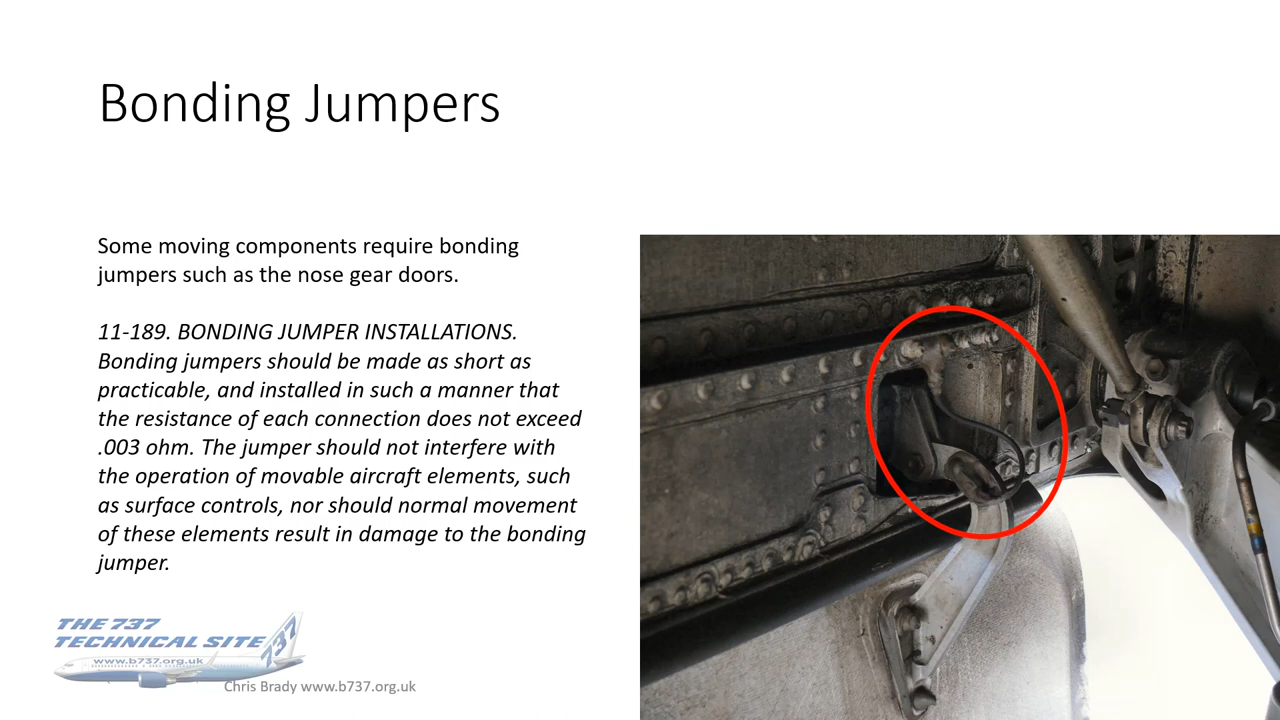 Bonding Jumpers
Some moving components require bonding
jumpers such as the nose gear doors.
11-189. BONDING JUMPER INSTALLATIONS.
Bonding jumpers should be made as short as
practicable, and installed in such a manner that
the resistance of each connection does not exceed
.003 ohm. The jumper should not interfere with
the operation of movable aircraft elements, such
as surface controls, nor should normal movement
of these elements result in damage to the bonding
jumper.
THE 737
TECHNICAL SITE
737
www.b737.org.uk
Chris Brady www.b737.org.uk